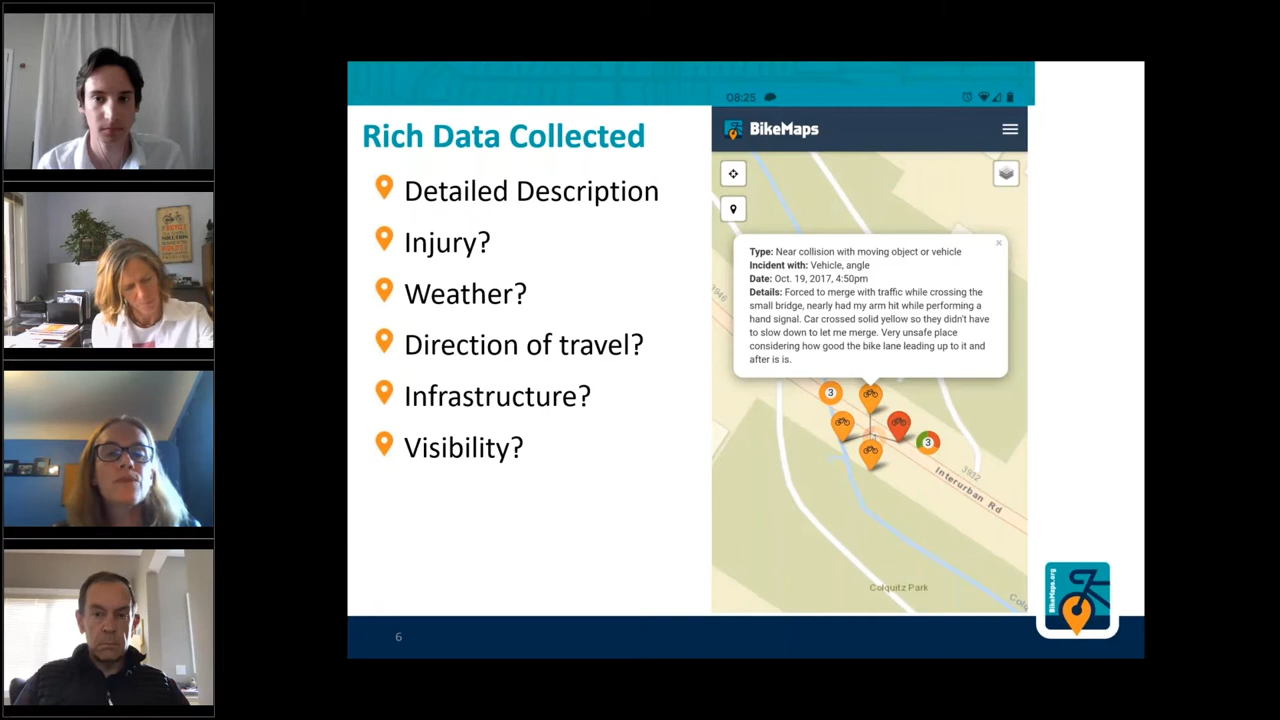 Rich Data Collected
Detailed Description
Injury?
Weather?
Direction of travel?
Infrastructure?
Visibility?
08:25
BikeMaps
Type: Near collision with moving object or vehicle
Incident with: Vehicle, angle
Date: Oct. 19, 2017, 4:50pm
Details: Forced to merge with traffic while crossing the
small bridge, nearly had my arm hit while performing a
hand signal. Car crossed solid yellow so they didn't have
to slow down to let me merge. Very unsafe place
considering how good the bike lane leading up to it and
after is is.
3946
3
3
3932
Interurban Rd
Colquitz Park
Colq
6
BikeMaps.org